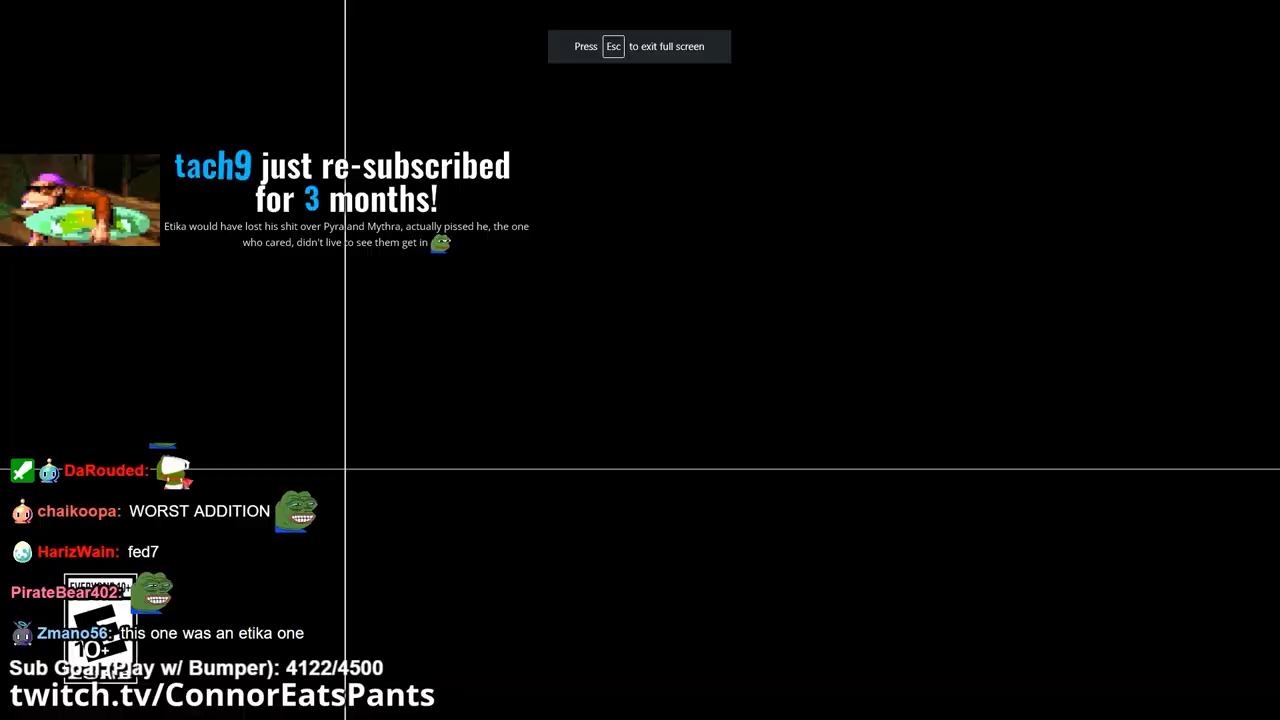 Press Esc to exit full screen
tach9 just re-subscribed
for 3 months!
Etika would have lost his shit over Pyra and Mythra, actually pissed he, the one
who cared, didn't live to see them get in
DaRouded:
chaikoopa: WORST ADDITION
HarizWain: fed7
PirateBear402:
EVERYONE 10+
Zmano56: this one was an etika one
10+
Sub Goal (Play w/ Bumper): 4122/4500
twitch.tv/ConnorEatsPants